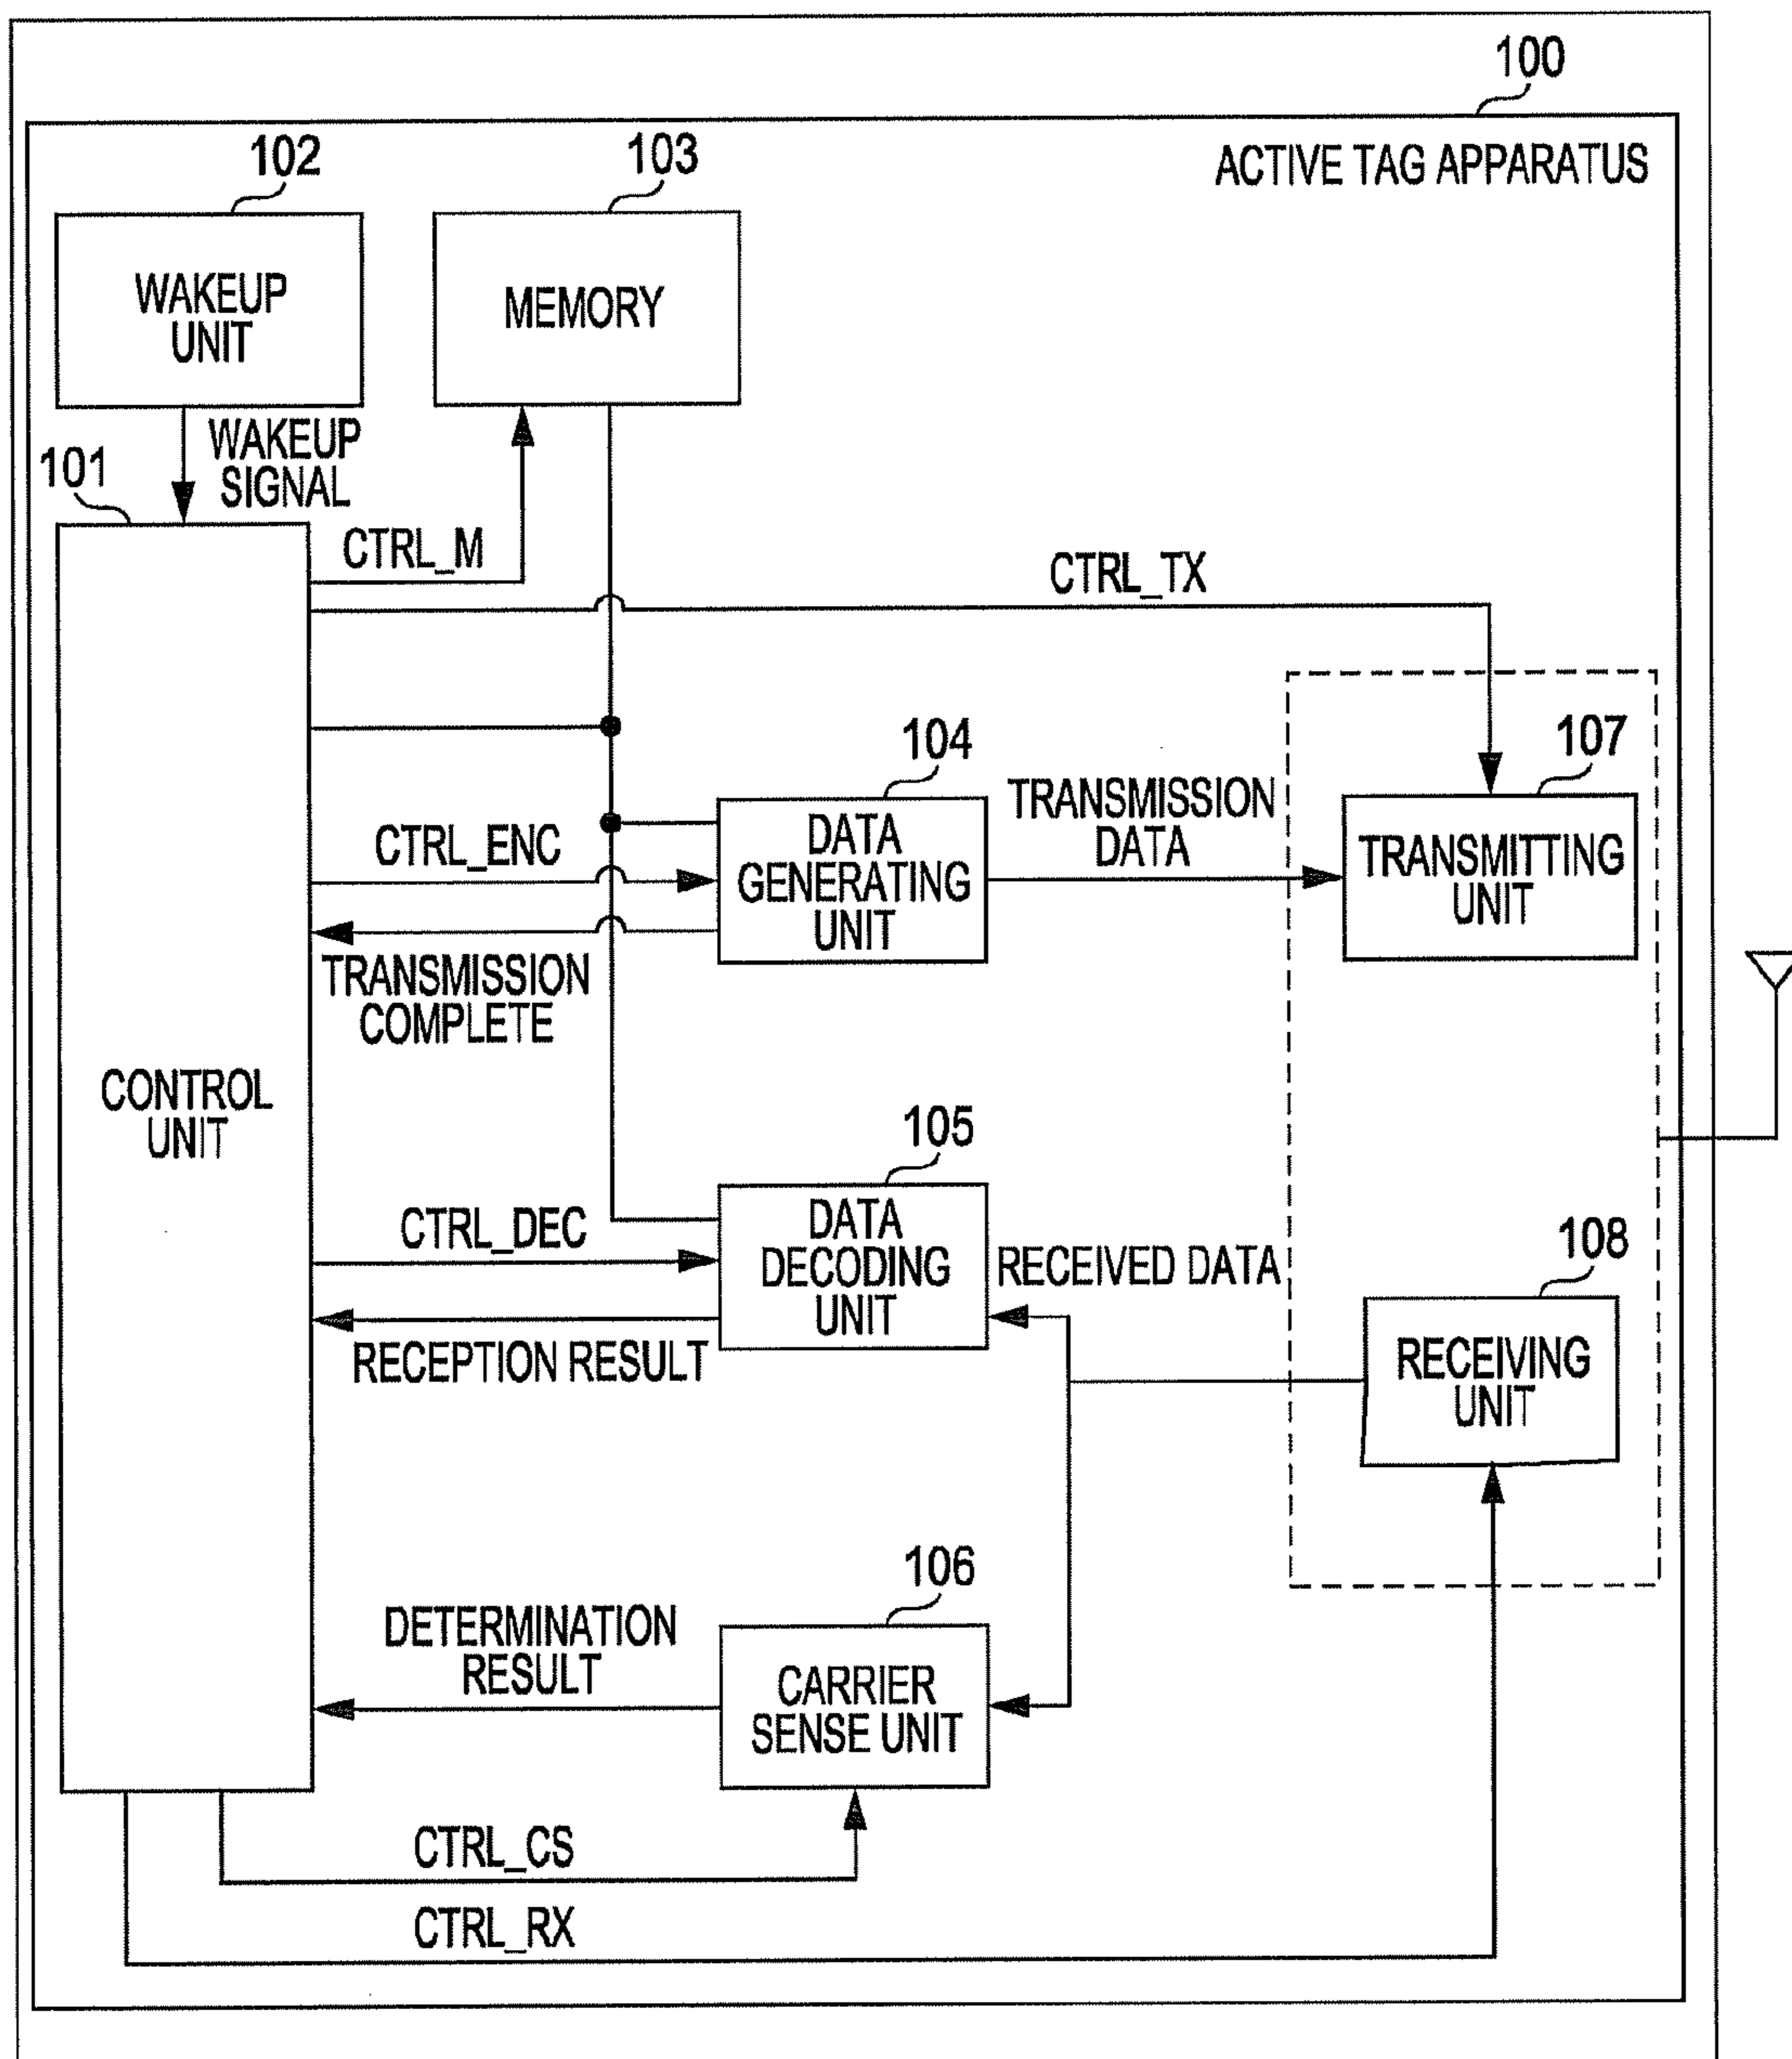 100
ACTIVE TAG APPARATUS
102
103
WAKEUP
UNIT
MEMORY
WAKEUP
SIGNAL
101
CTRL_M
CTRL_TX
104
107
CTRL_ENC
DATA
GENERATING
UNIT
TRANSMISSION
DATA
TRANSMITTING
UNIT
TRANSMISSION
COMPLETE
CONTROL
UNIT
105
108
CTRL_DEC
DATA
DECODING
UNIT
RECEIVED DATA
RECEPTION RESULT
RECEIVING
UNIT
106
DETERMINATION
RESULT
CARRIER
SENSE UNIT
CTRL_CS
CTRL_RX